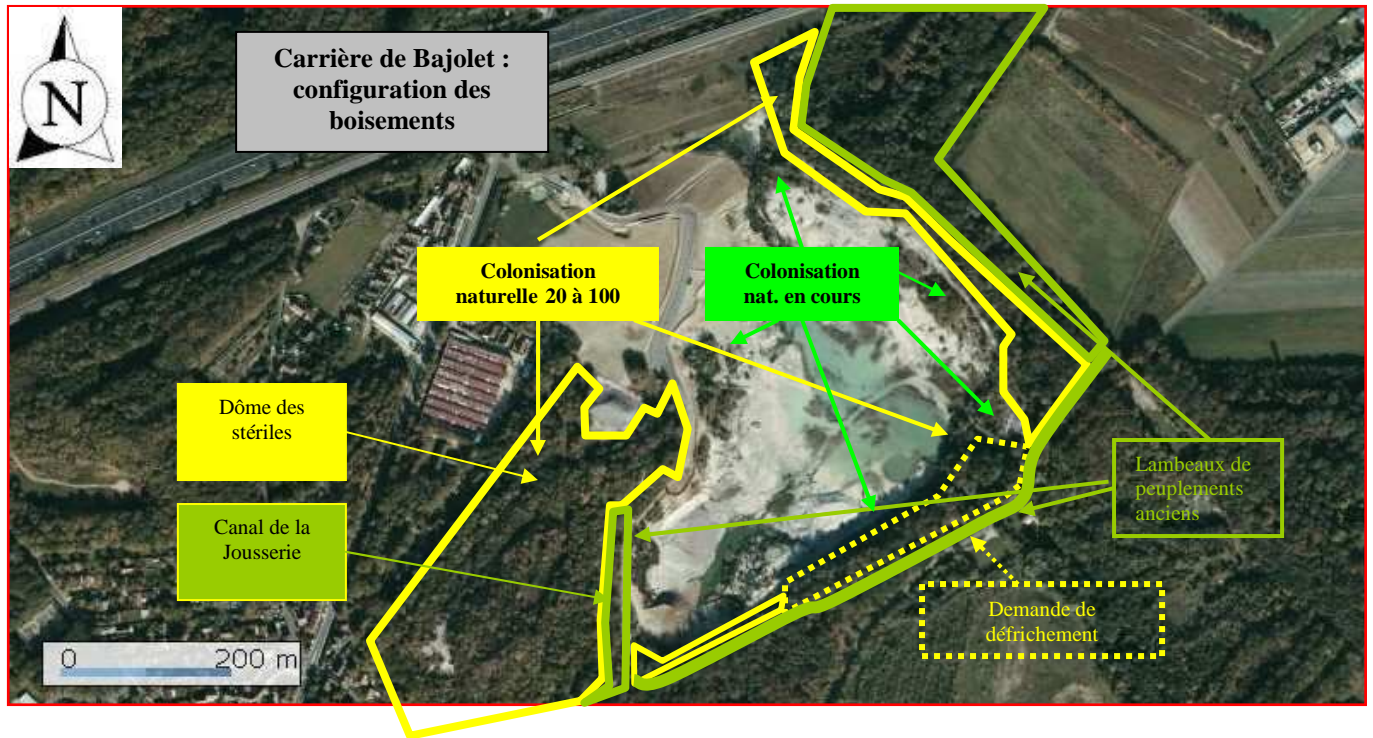 N
Carrière de Bajolet :
configuration des
boisements
Colonisation
naturelle 20 à 100
Colonisation
nat. en cours
Dôme des
stériles
Canal de la
Jousserie
Lambeaux de
peuplements
anciens
Demande de
défrichement
0 200 m